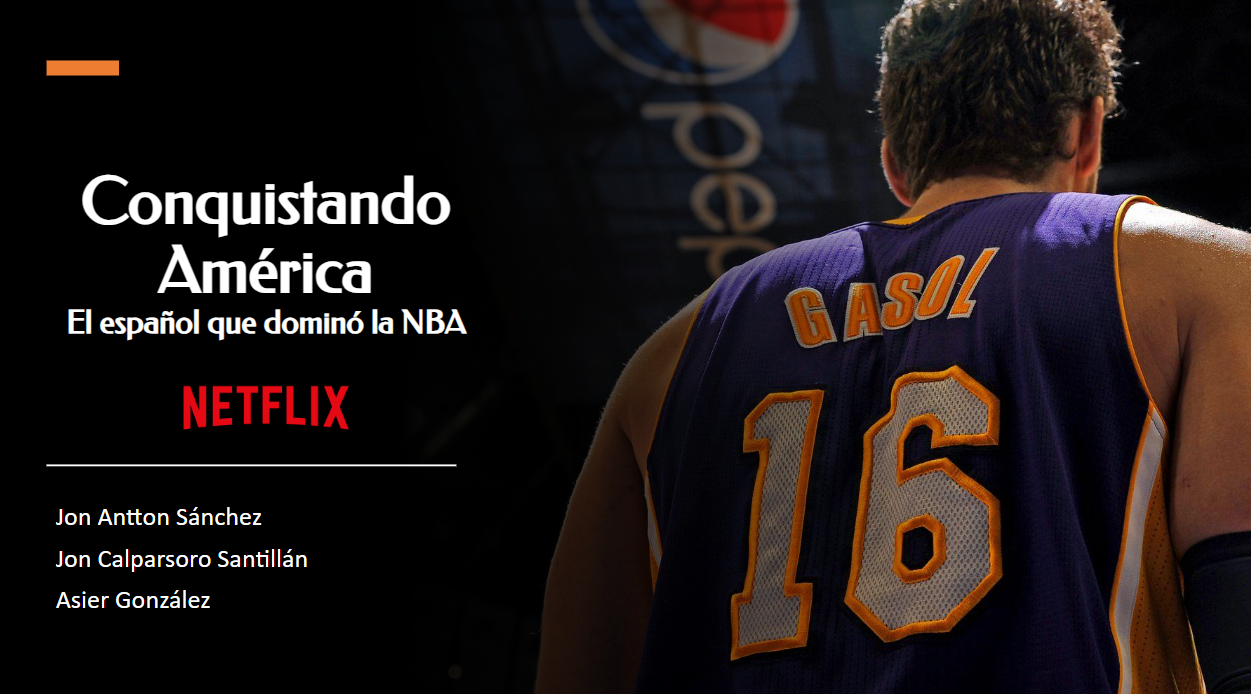 Conquistando
América
El español que dominó la NBA
NETFLIX
Jon Antton Sánchez
Jon Calparsoro Santillán
Asier González
pep
GASOL
16